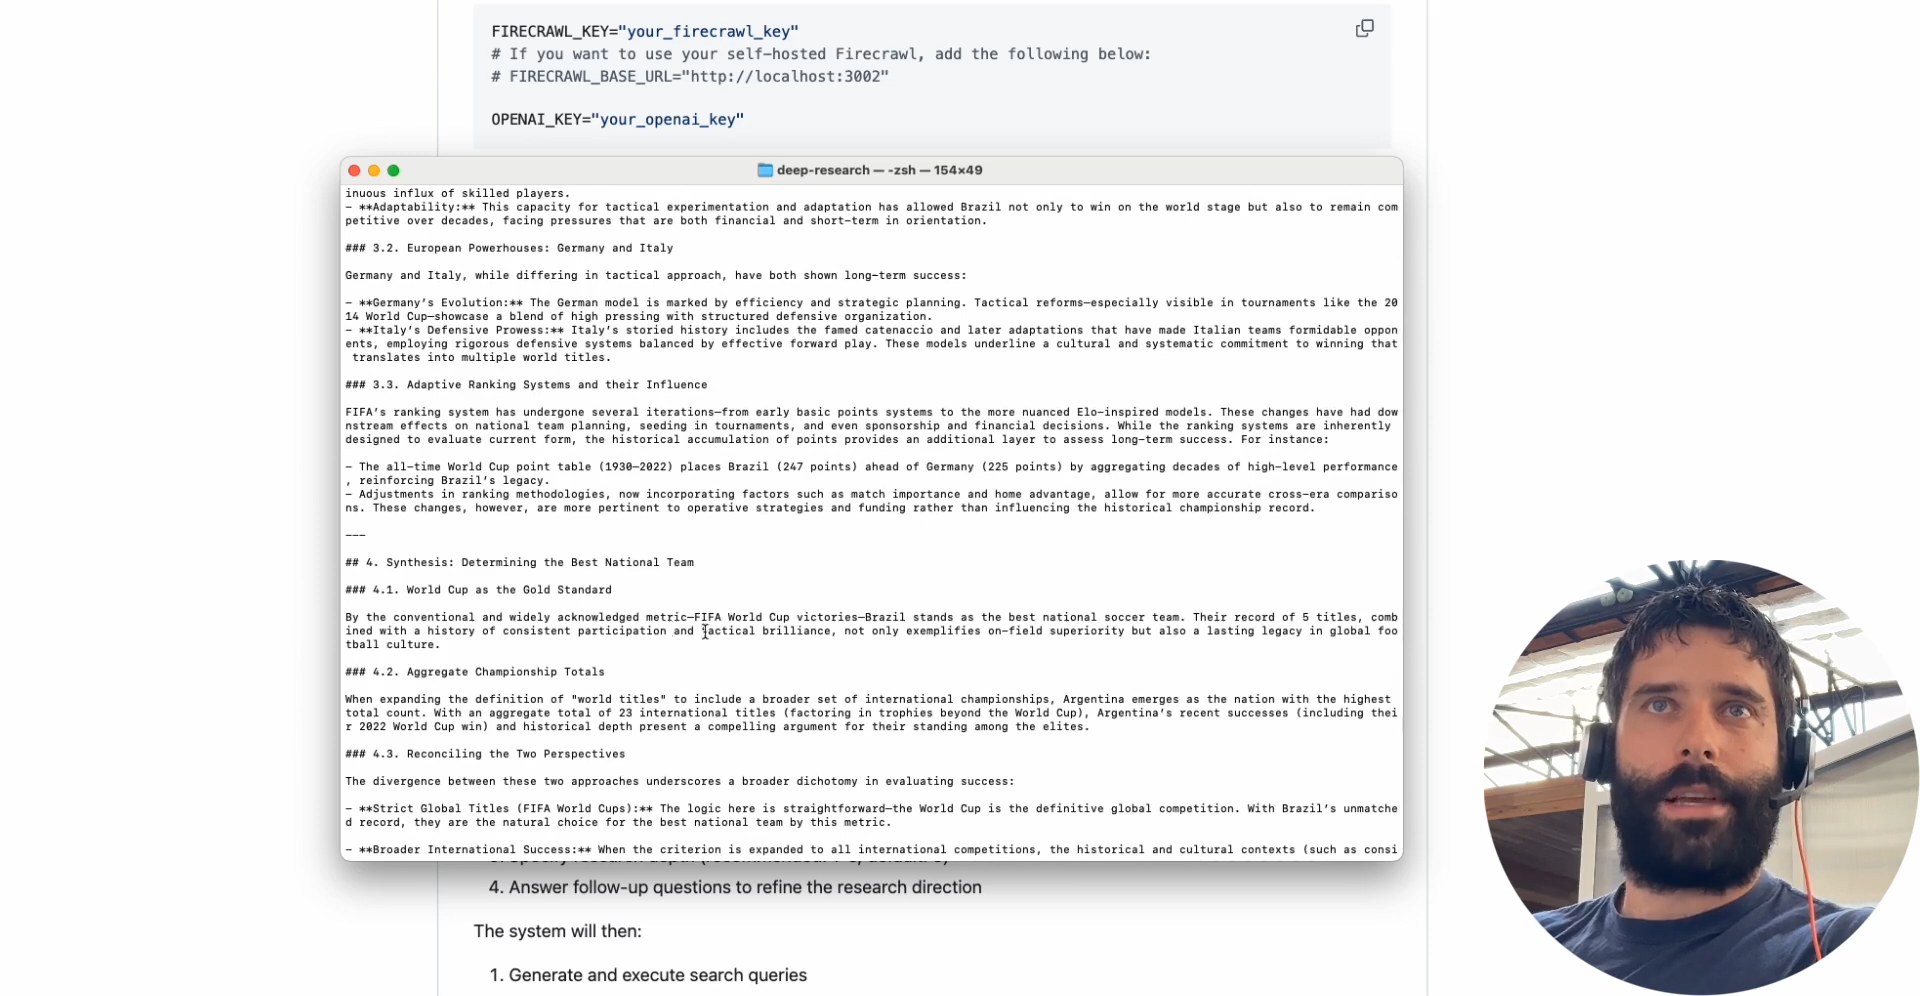 FIRECRAWL_KEY="your_firecrawl_key"
# If you want to use your self-hosted Firecrawl, add the following below:
# FIRECRAWL_BASE_URL="http://localhost:3002"
OPENAI_KEY="your_openai_key"
deep-research — -zsh — 154×49
inuous influx of skilled players.
- **Adaptability:** This capacity for tactical experimentation and adaptation has allowed Brazil not only to win on the world stage but also to remain com
petitive over decades, facing pressures that are both financial and short-term in orientation.
### 3.2. European Powerhouses: Germany and Italy
Germany and Italy, while differing in tactical approach, have both shown long-term success:
- **Germany's Evolution:** The German model is marked by efficiency and strategic planning. Tactical reforms—especially visible in tournaments like the 20
14 World Cup—showcase a blend of high pressing with structured defensive organization.
- **Italy's Defensive Prowess:** Italy's storied history includes the famed catenaccio and later adaptations that have made Italian teams formidable oppon
ents, employing rigorous defensive systems balanced by effective forward play. These models underline a cultural and systematic commitment to winning that
translates into multiple world titles.
### 3.3. Adaptive Ranking Systems and their Influence
FIFA's ranking system has undergone several iterations—from early basic points systems to the more nuanced Elo-inspired models. These changes have had dow
nstream effects on national team planning, seeding in tournaments, and even sponsorship and financial decisions. While the ranking systems are inherently
designed to evaluate current form, the historical accumulation of points provides an additional layer to assess long-term success. For instance:
- The all-time World Cup point table (1930–2022) places Brazil (247 points) ahead of Germany (225 points) by aggregating decades of high-level performance
, reinforcing Brazil's legacy.
- Adjustments in ranking methodologies, now incorporating factors such as match importance and home advantage, allow for more accurate cross-era compariso
ns. These changes, however, are more pertinent to operative strategies and funding rather than influencing the historical championship record.
---
## 4. Synthesis: Determining the Best National Team
### 4.1. World Cup as the Gold Standard
By the conventional and widely acknowledged metric—FIFA World Cup victories—Brazil stands as the best national soccer team. Their record of 5 titles, comb
ined with a history of consistent participation and tactical brilliance, not only exemplifies on-field superiority but also a lasting legacy in global foo
tball culture.
### 4.2. Aggregate Championship Totals
When expanding the definition of "world titles" to include a broader set of international championships, Argentina emerges as the nation with the highest
total count. With an aggregate total of 23 international titles (factoring in trophies beyond the World Cup), Argentina's recent successes (including thei
r 2022 World Cup win) and historical depth present a compelling argument for their standing among the elites.
### 4.3. Reconciling the Two Perspectives
The divergence between these two approaches underscores a broader dichotomy in evaluating success:
- **Strict Global Titles (FIFA World Cups):** The logic here is straightforward—the World Cup is the definitive global competition. With Brazil's unmatche
d record, they are the natural choice for the best national team by this metric.
- **Broader International Success:** When the criterion is expanded to all international competitions, the historical and cultural contexts (such as consi
4. Answer follow-up questions to refine the research direction
The system will then:
1. Generate and execute search queries